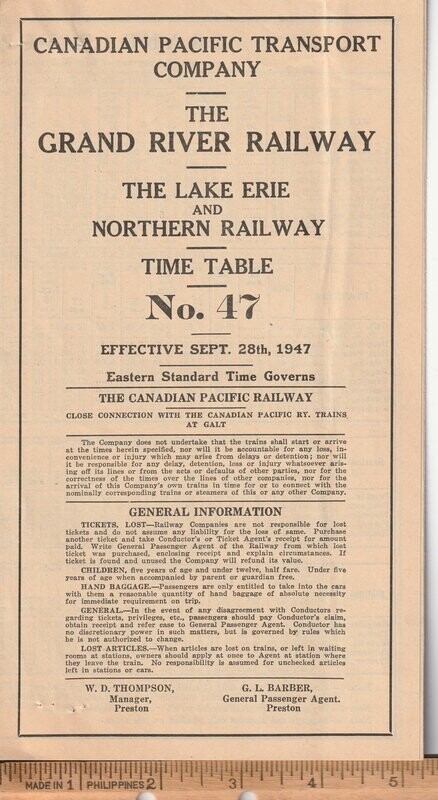 CANADIAN PACIFIC TRANSPORT
COMPANY
THE
GRAND RIVER RAILWAY
THE LAKE ERIE
AND
NORTHERN RAILWAY
TIME TABLE
No. 47
EFFECTIVE SEPT. 28th, 1947
Eastern Standard Time Governs
THE CANADIAN PACIFIC RAILWAY
CLOSE CONNECTION WITH THE CANADIAN PACIFIC RY. TRAINS
AT GALT
The Company does not undertake that the trains shall start or arrive
at the times herein specified, nor will it be accountable for any loss, in-
convenience or injury which may arise from delays or detention; nor will
it be responsible for any delay, detention, loss or injury whatsoever aris-
ing off its lines or from the acts or defaults of other parties, nor for the
correctness of the times over the lines of other companies, nor for the
arrival of this Company's own trains in time for or to connect with the
nominally corresponding trains or steamers of this or any other Company.
GENERAL INFORMATION
TICKETS, LOST—Railway Companies are not responsible for lost
tickets and do not assume any liability for the loss of same. Purchase
another ticket and take Conductor's or Ticket Agent's receipt for amount
paid. Write General Passenger Agent of the Railway from which lost
ticket was purchased, enclosing receipt and explain circumstances. If
ticket is found and unused the Company will refund its value.
CHILDREN, five years of age and under twelve, half fare. Under five
years of age when accompanied by parent or guardian free.
HAND BAGGAGE.—Passengers are only entitled to take into the cars
with them a reasonable quantity of hand baggage of absolute necessity
for immediate requirement on trip.
GENERAL.—In the event of any disagreement with Conductors re-
garding tickets, privileges, etc., passengers should pay Conductor's claim,
obtain receipt and refer case to General Passenger Agent. Conductor has
no discretionary power in such matters, but is governed by rules which
he is not authorized to change.
LOST ARTICLES.—When articles are lost on trains, or left in waiting
rooms at stations, owners should apply at once to Agent at station where
they leave the train. No responsibility is assumed for unchecked articles
left in stations or cars.
W. D. THOMPSON,
Manager,
Preston
G. L. BARBER,
General Passenger Agent.
Preston
MADE IN 1 PHILIPPINES 2 3 4 5